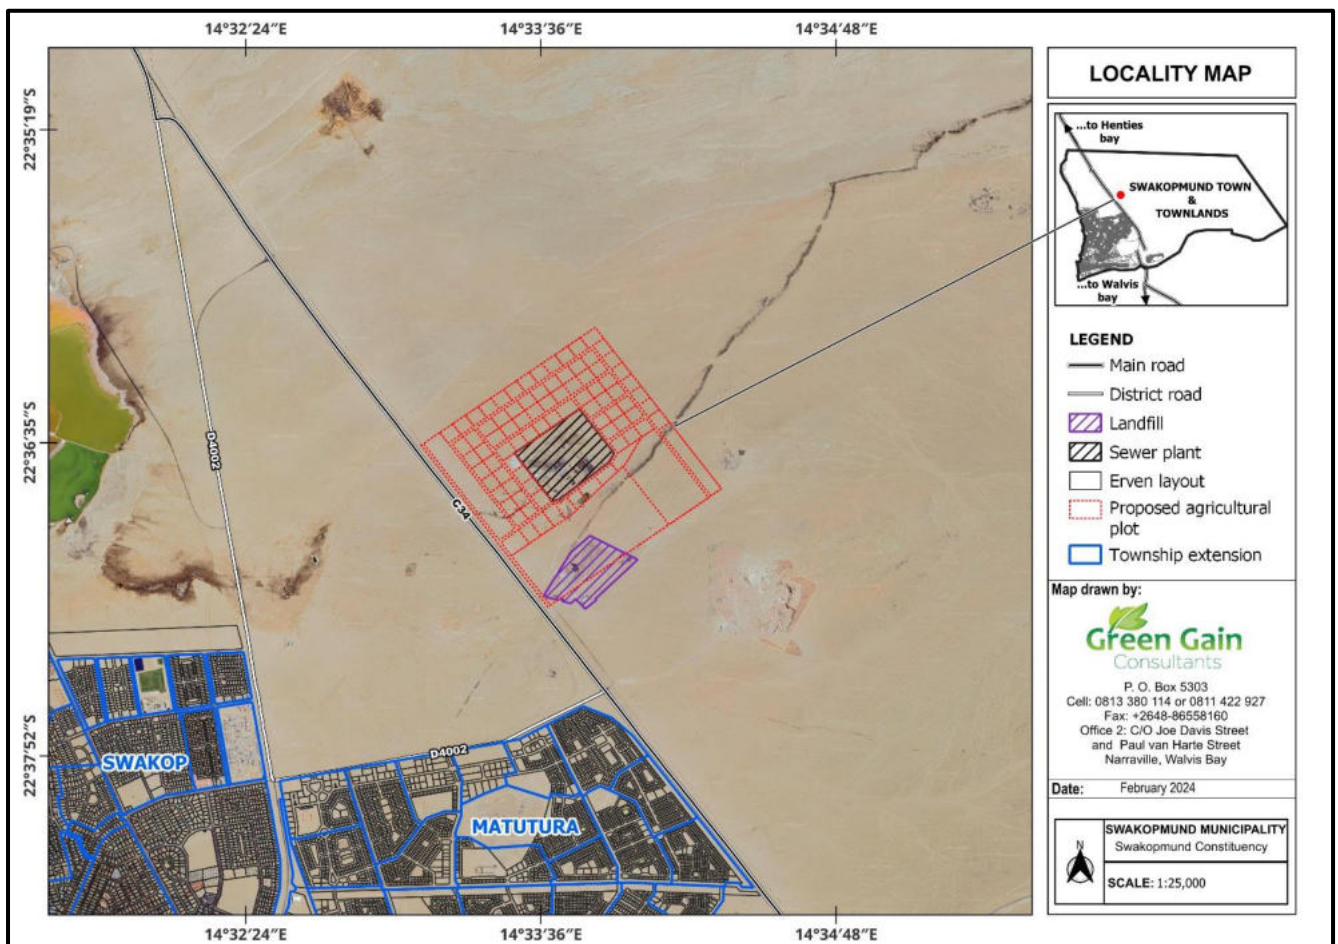 14°32′24″E
14°33′36″E
14°34′48″E
22°35′19″S
22°36′35″S
22°37′52″S
D4002
C34
D4002
SWAKOP
MATUTURA
14°32′24″E
14°33′36″E
14°34′48″E
LOCALITY MAP
...to Henties
bay
SWAKOPMUND TOWN
&
TOWNLANDS
...to Walvis
bay
LEGEND
Main road
District road
Landfill
Sewer plant
Erven layout
Proposed agricultural
plot
Township extension
Map drawn by:
Green Gain
Consultants
P. O. Box 5303
Cell: 0813 380 114 or 0811 422 927
Fax: +2648-86558160
Office 2: C/O Joe Davis Street
and Paul van Harte Street
Narraville, Walvis Bay
Date: February 2024
N
SWAKOPMUND MUNICIPALITY
Swakopmund Constituency
SCALE: 1:25,000